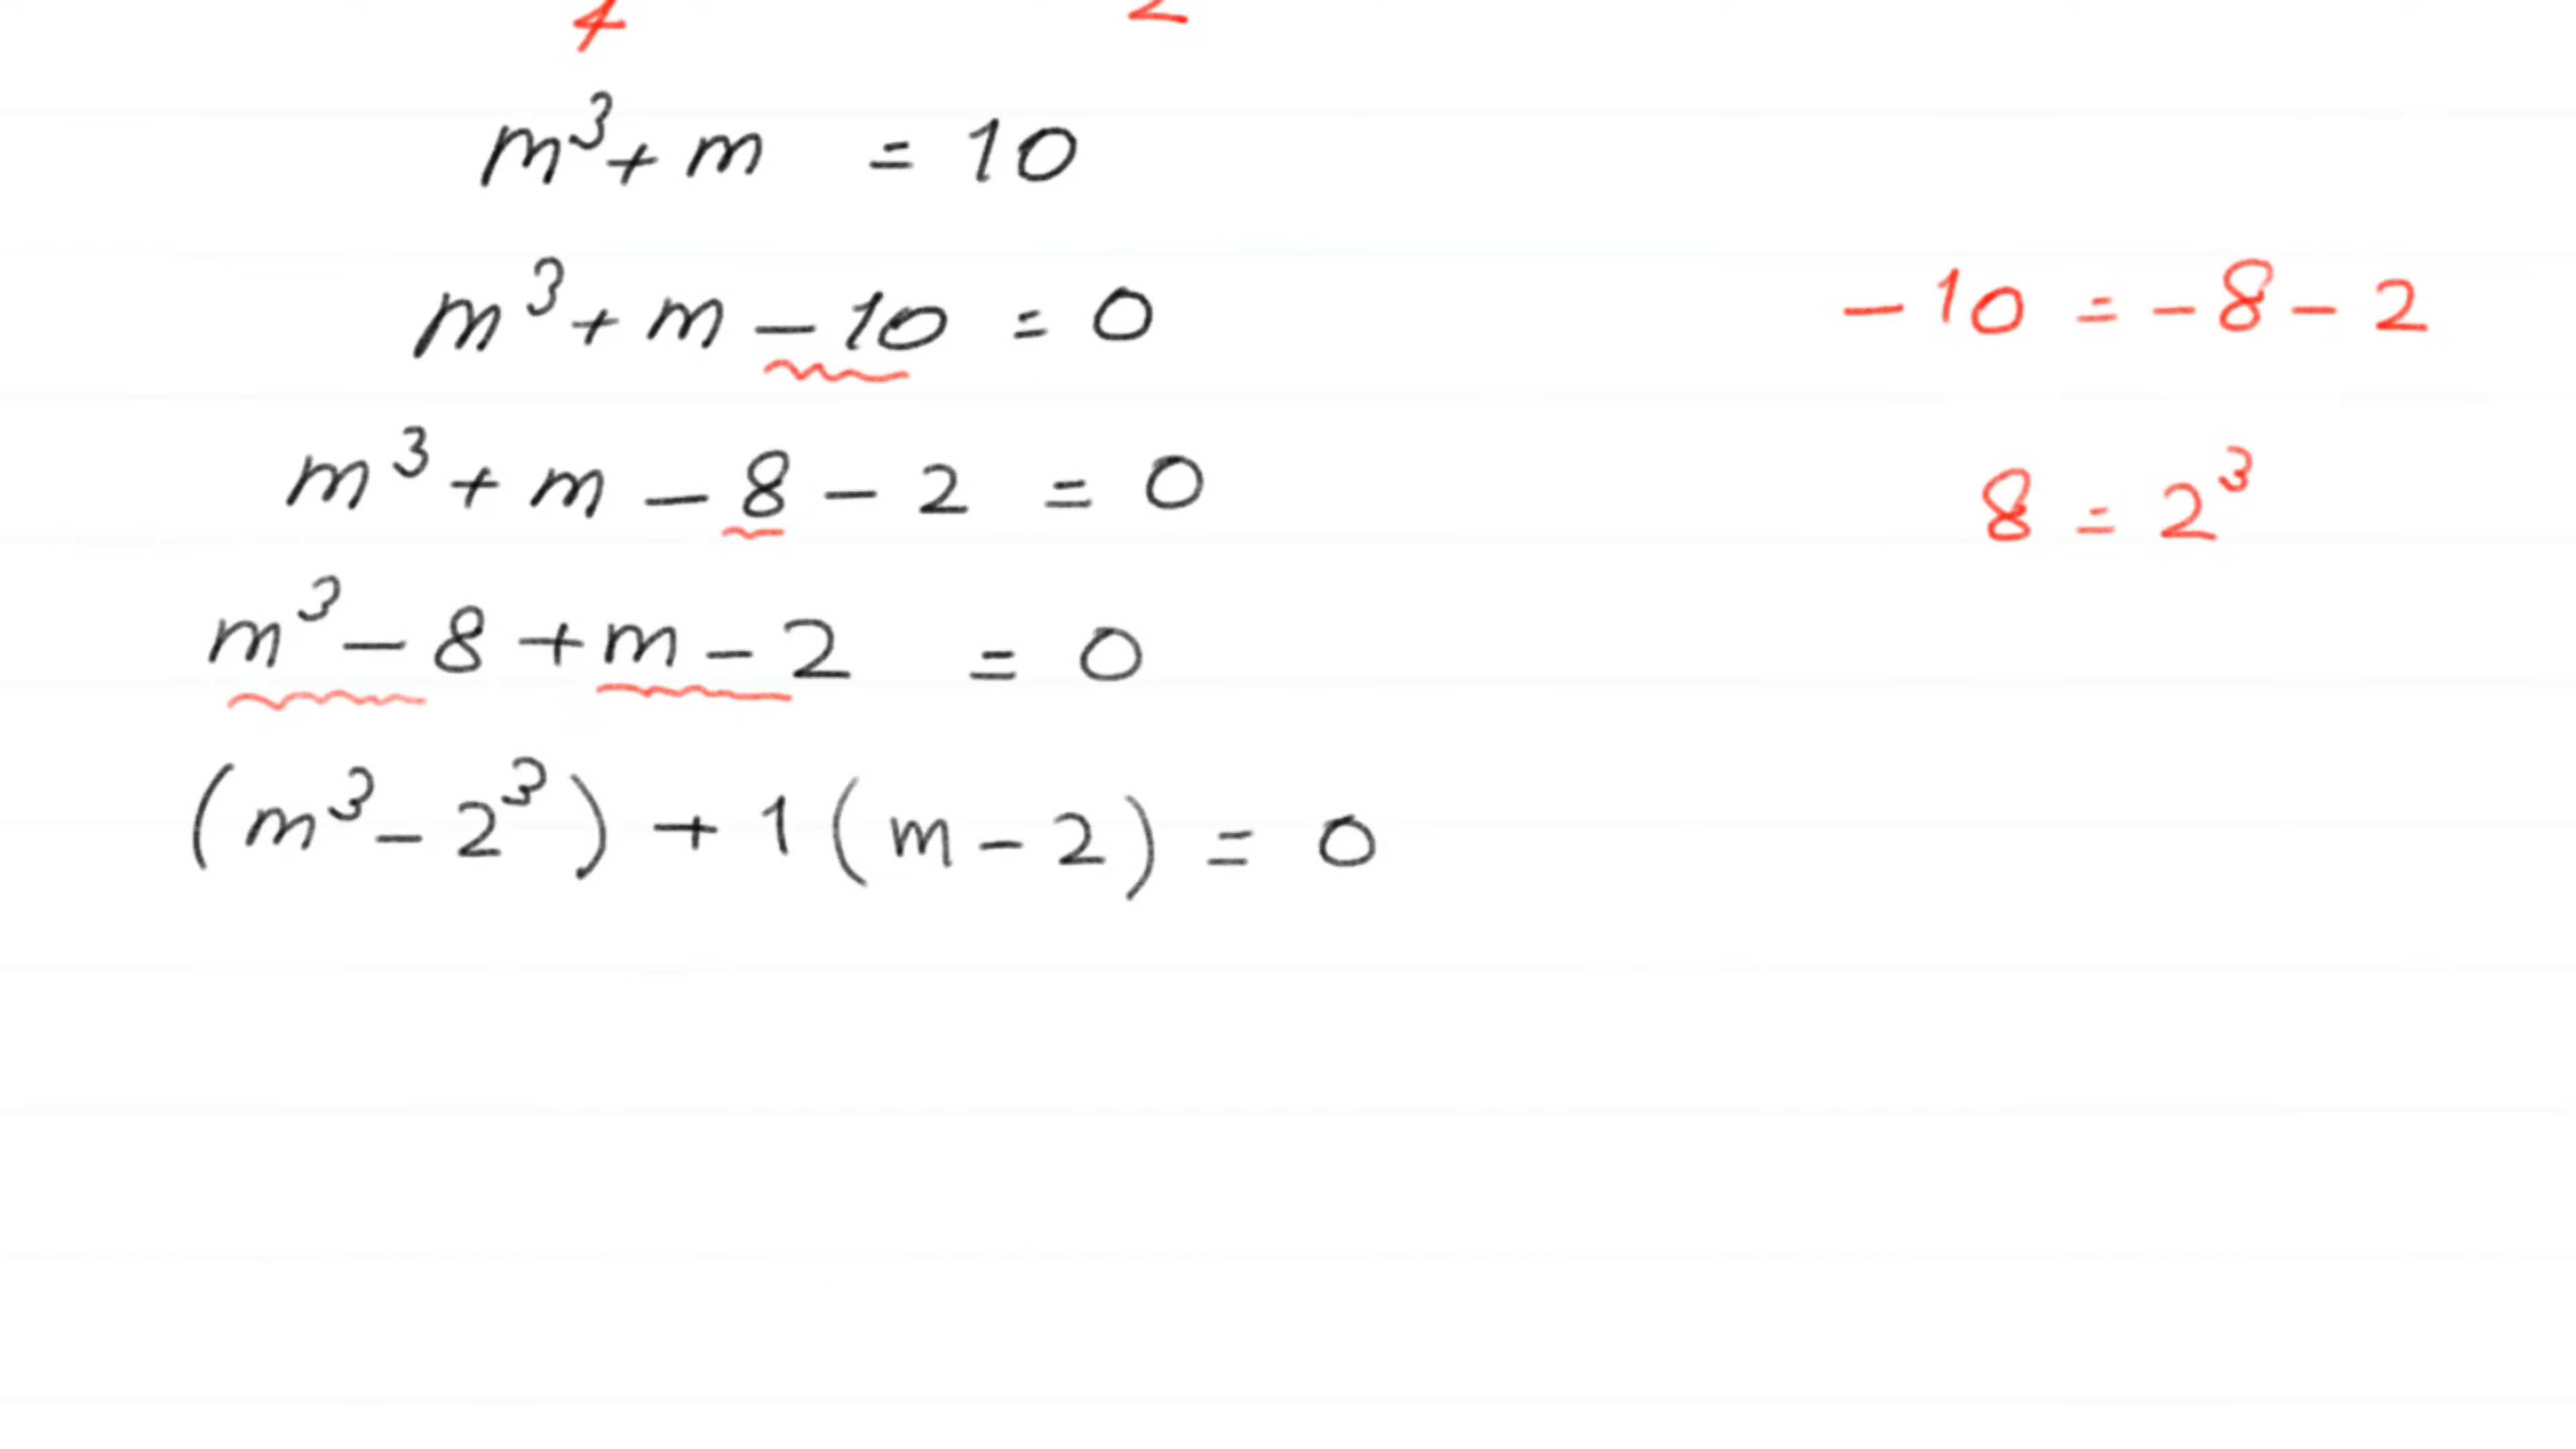 m³ + m = 10
m³ + m - 10 = 0
-10 = -8 - 2
m³ + m - 8 - 2 = 0
8 = 2³
m³ - 8 + m - 2 = 0
(m³ - 2³) + 1(m - 2) = 0